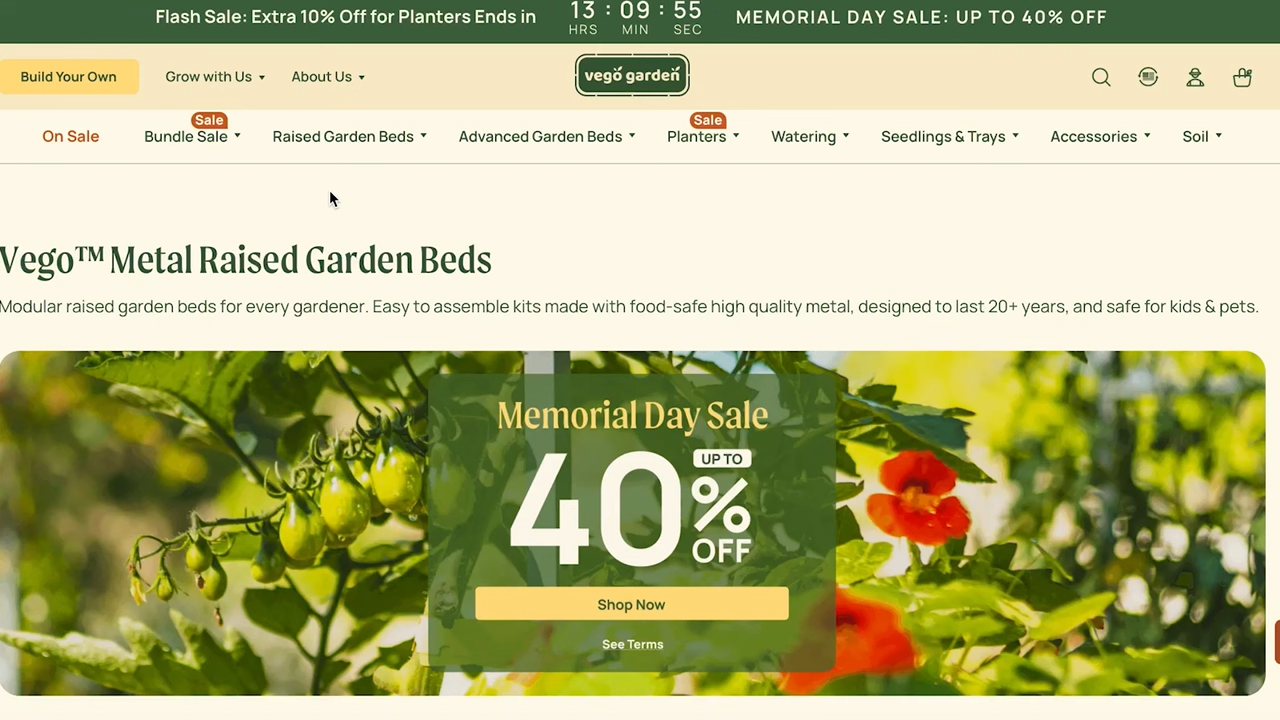 Flash Sale: Extra 10% Off for Planters Ends in 13 : 09 : 55 MEMORIAL DAY SALE: UP TO 40% OFF
HRS MIN SEC
Build Your Own Grow with Us About Us vego garden
Sale Sale
On Sale Bundle Sale Raised Garden Beds Advanced Garden Beds Planters Watering Seedlings & Trays Accessories Soil
Vego™ Metal Raised Garden Beds
Modular raised garden beds for every gardener. Easy to assemble kits made with food-safe high quality metal, designed to last 20+ years, and safe for kids & pets.
Memorial Day Sale
UP TO
40%
OFF
Shop Now
See Terms